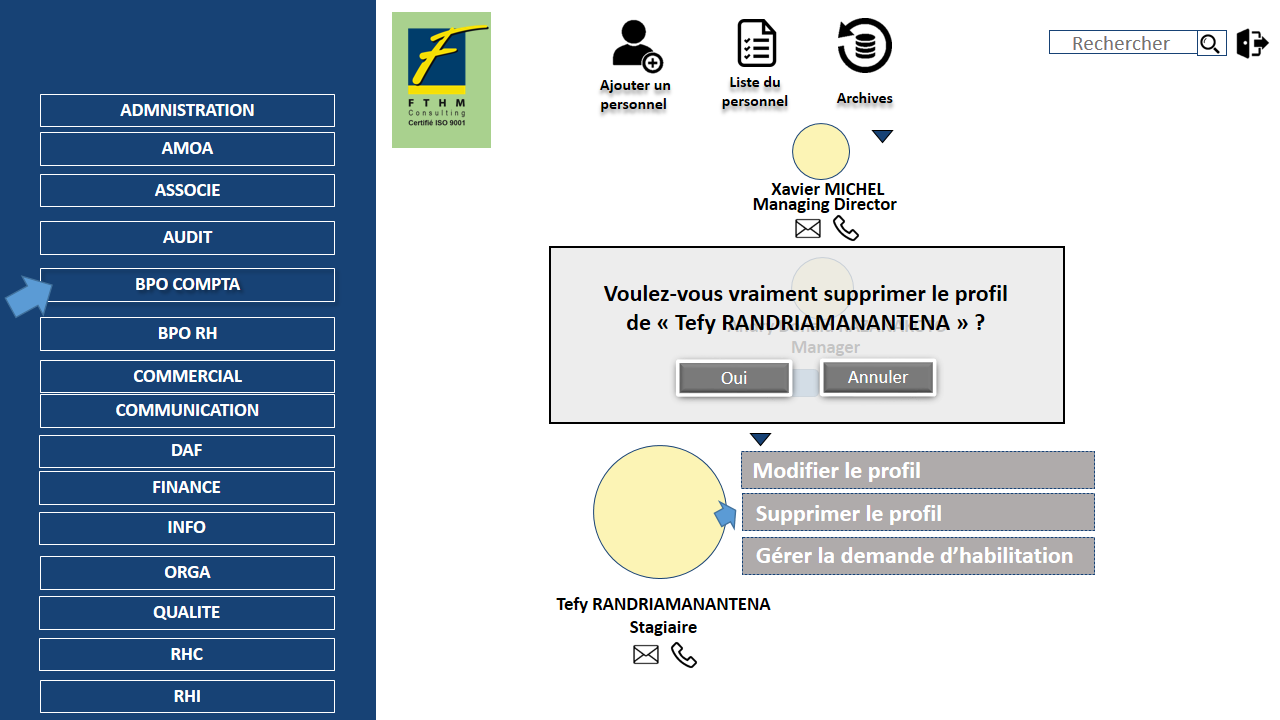 ADMNISTRATION
AMOA
ASSOCIE
AUDIT
BPO COMPTA
BPO RH
COMMERCIAL
COMMUNICATION
DAF
FINANCE
INFO
ORGA
QUALITE
RHC
RHI
F
FTHM
Consulting
Certifié ISO 9001
Ajouter un
personnel
Liste du
personnel
Archives
Rechercher
Xavier MICHEL
Managing Director
Voulez-vous vraiment supprimer le profil
de « Tefy RANDRIAMANANTENA » ?
Manager
Oui
Annuler
Modifier le profil
Supprimer le profil
Gérer la demande d’habilitation
Tefy RANDRIAMANANTENA
Stagiaire